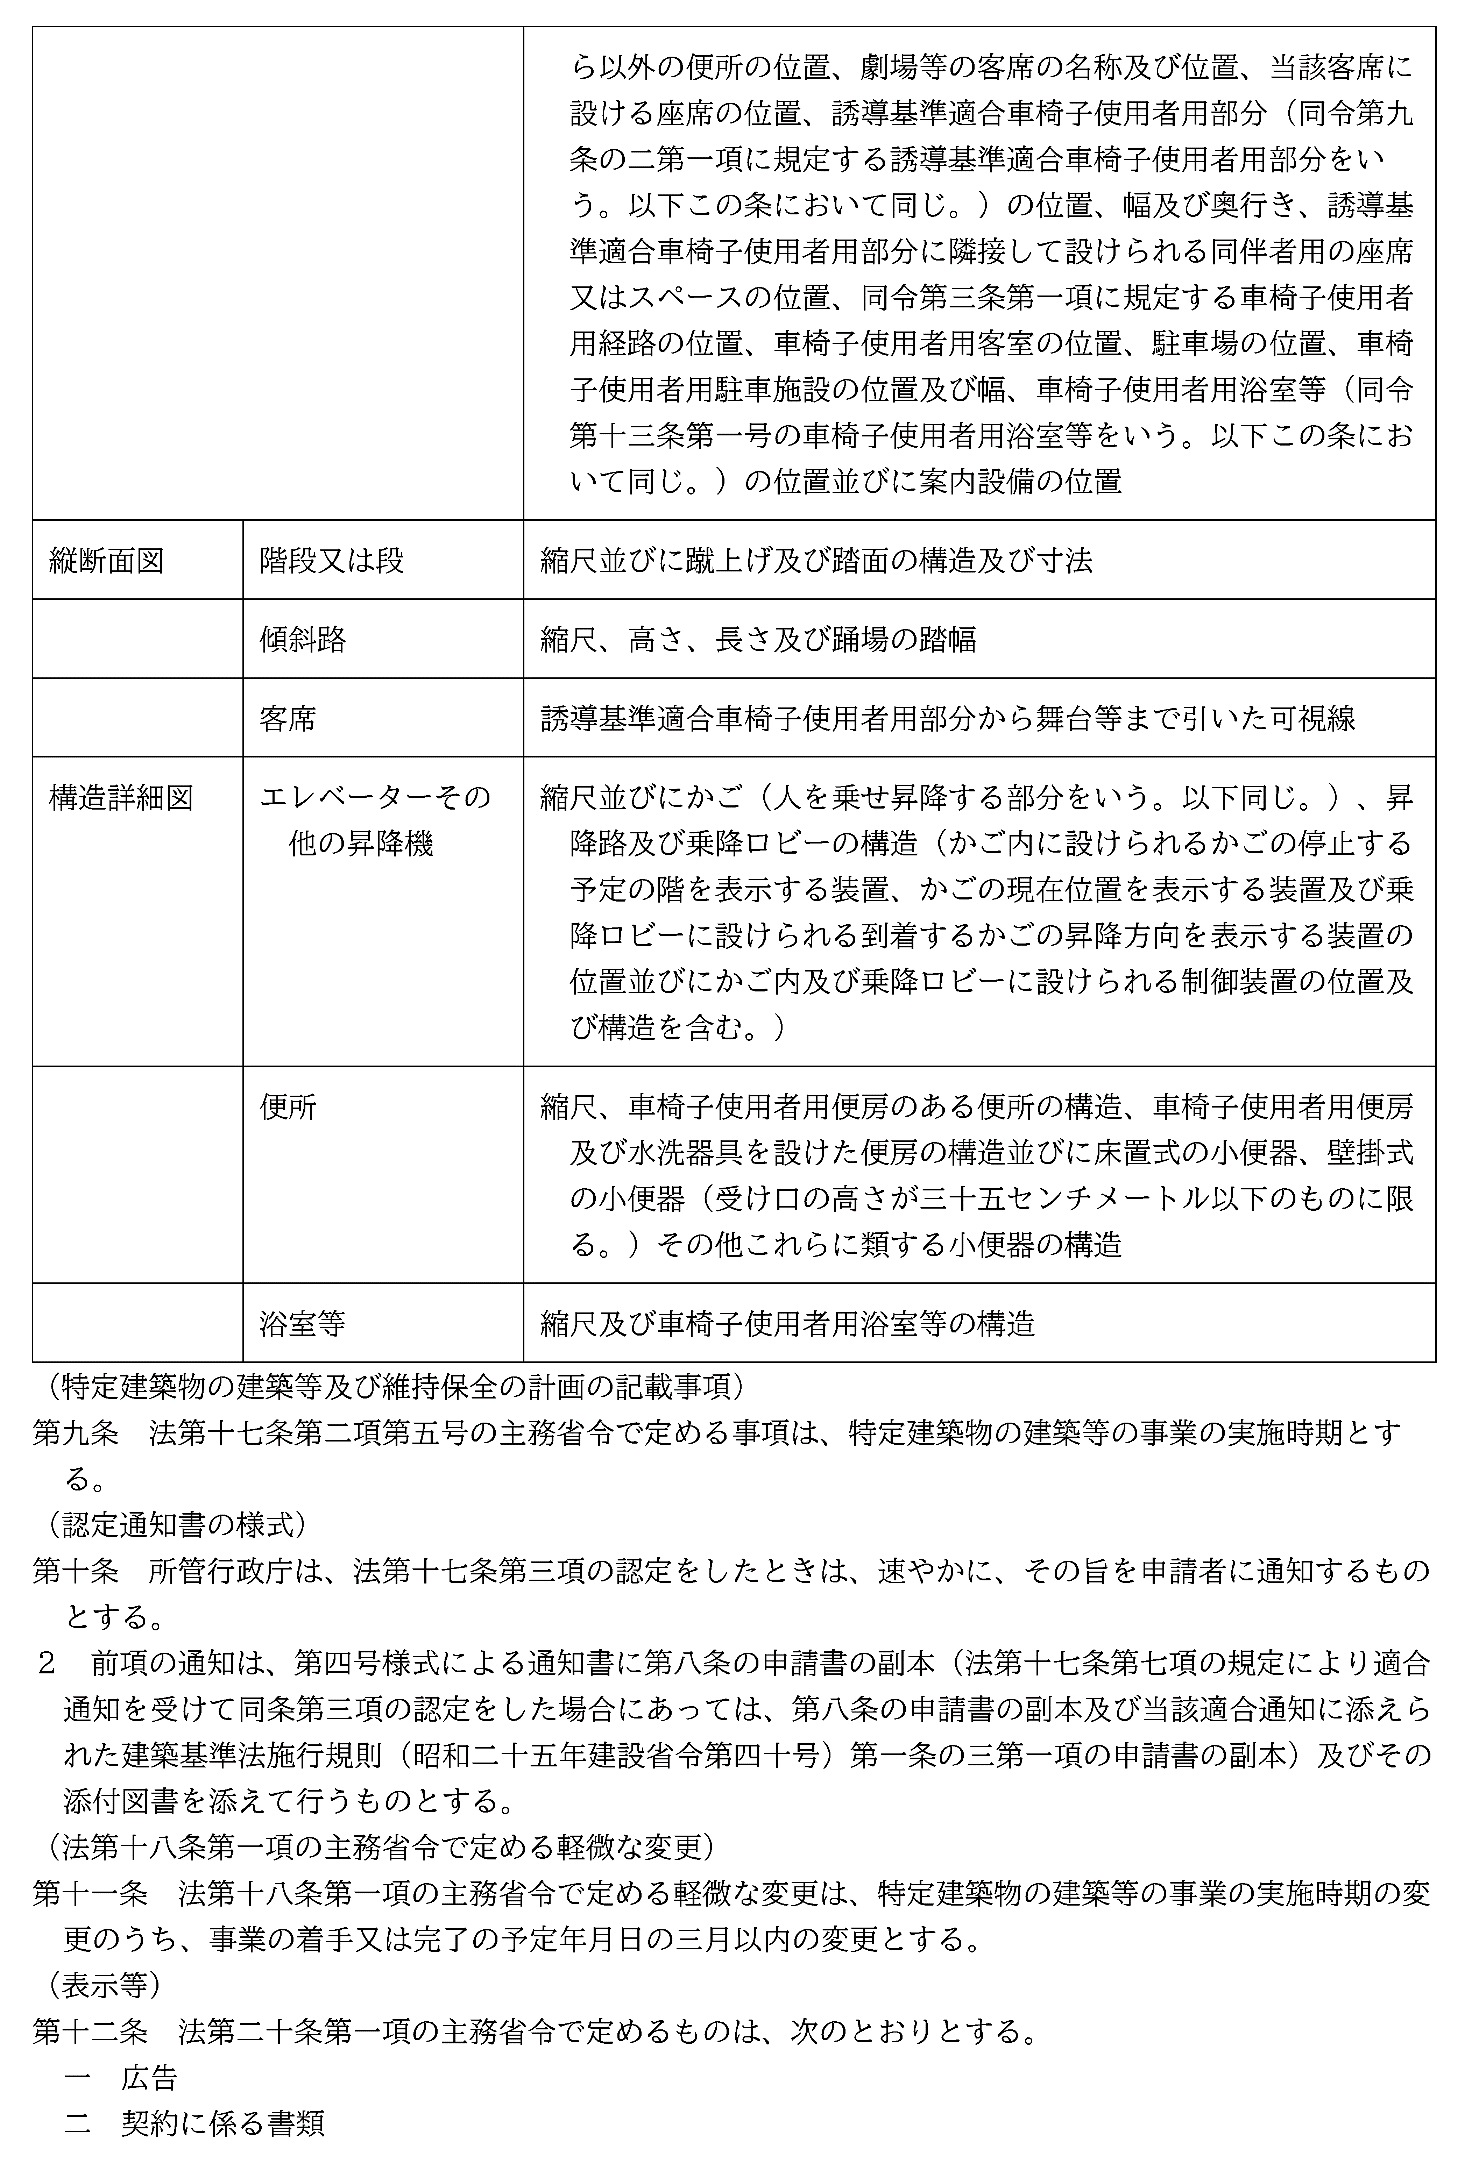 ら以外の便所の位置、劇場等の客席の名称及び位置、当該客席に
設ける座席の位置、誘導基準適合車椅子使用者用部分（同令第九
条の二第一項に規定する誘導基準適合車椅子使用者用部分をい
う。以下この条において同じ。）の位置、幅及び奥行き、誘導基
準適合車椅子使用者用部分に隣接して設けられる同伴者用の座席
又はスペースの位置、同令第三条第一項に規定する車椅子使用者
用経路の位置、車椅子使用者用客室の位置、駐車場の位置、車椅
子使用者用駐車施設の位置及び幅、車椅子使用者用浴室等（同令
第十三条第一号の車椅子使用者用浴室等をいう。以下この条にお
いて同じ。）の位置並びに案内設備の位置
縦断面図 階段又は段 縮尺並びに蹴上げ及び踏面の構造及び寸法
傾斜路 縮尺、高さ、長さ及び踊場の踏幅
客席 誘導基準適合車椅子使用者用部分から舞台等まで引いた可視線
構造詳細図 エレベーターその 縮尺並びにかご（人を乗せ昇降する部分をいう。以下同じ。）、昇
他の昇降機 降路及び乗降ロビーの構造（かご内に設けられるかごの停止する
予定の階を表示する装置、かごの現在位置を表示する装置及び乗
降ロビーに設けられる到着するかごの昇降方向を表示する装置の
位置並びにかご内及び乗降ロビーに設けられる制御装置の位置及
び構造を含む。）
便所 縮尺、車椅子使用者用便房のある便所の構造、車椅子使用者用便房
及び水洗器具を設けた便房の構造並びに床置式の小便器、壁掛式
の小便器（受け口の高さが三十五センチメートル以下のものに限
る。）その他これらに類する小便器の構造
浴室等 縮尺及び車椅子使用者用浴室等の構造
（特定建築物の建築等及び維持保全の計画の記載事項）
第九条　法第十七条第二項第五号の主務省令で定める事項は、特定建築物の建築等の事業の実施時期とす
る。
（認定通知書の様式）
第十条　所管行政庁は、法第十七条第三項の認定をしたときは、速やかに、その旨を申請者に通知するもの
とする。
２　前項の通知は、第四号様式による通知書に第八条の申請書の副本（法第十七条第七項の規定により適合
通知を受けて同条第三項の認定をした場合にあっては、第八条の申請書の副本及び当該適合通知に添えら
れた建築基準法施行規則（昭和二十五年建設省令第四十号）第一条の三第一項の申請書の副本）及びその
添付図書を添えて行うものとする。
（法第十八条第一項の主務省令で定める軽微な変更）
第十一条　法第十八条第一項の主務省令で定める軽微な変更は、特定建築物の建築等の事業の実施時期の変
更のうち、事業の着手又は完了の予定年月日の三月以内の変更とする。
（表示等）
第十二条　法第二十条第一項の主務省令で定めるものは、次のとおりとする。
一　広告
二　契約に係る書類